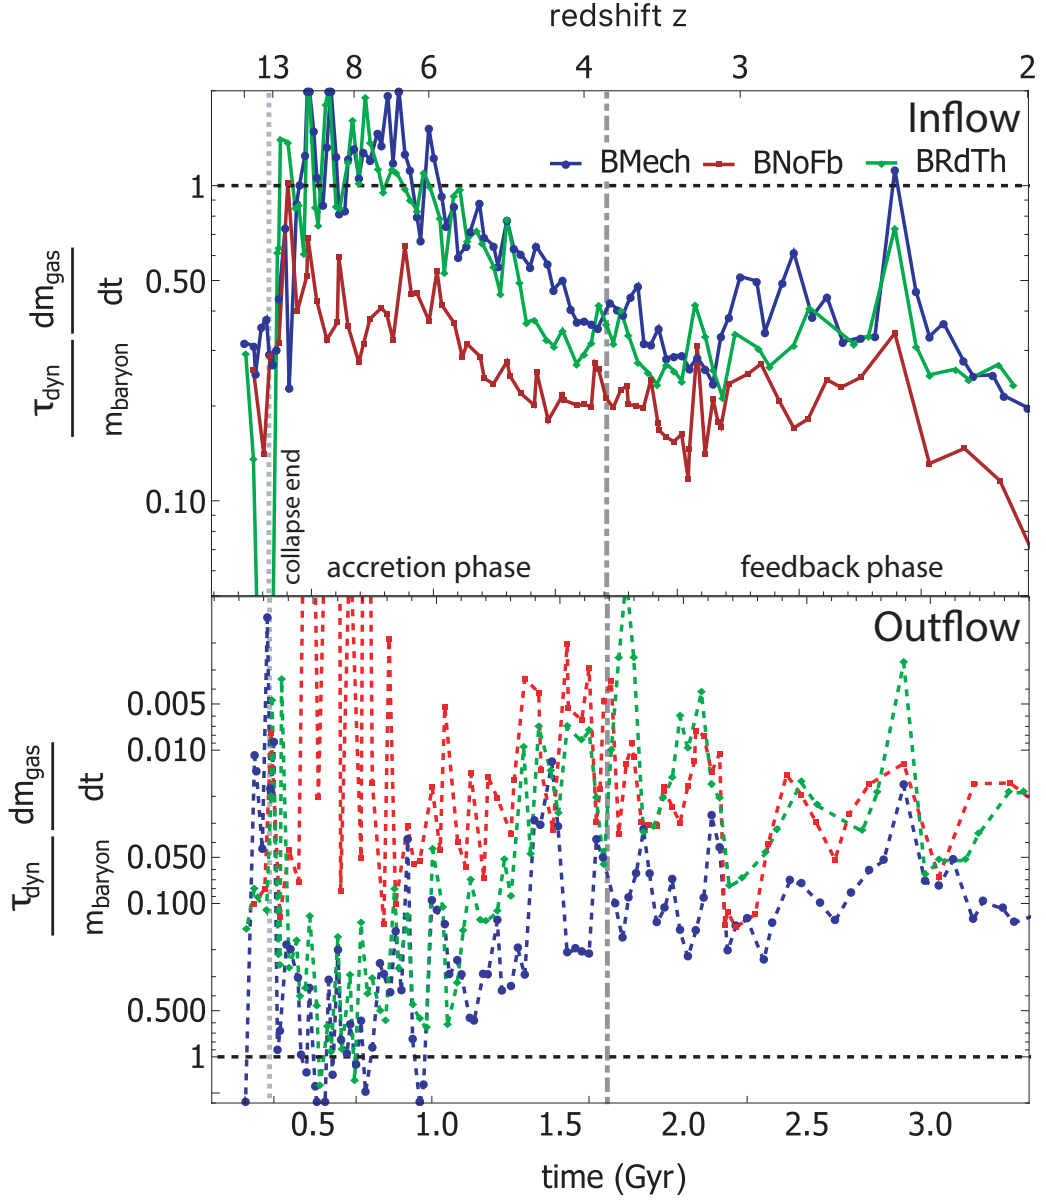 redshift z
13 8 6 4 3 2
Inflow
BMech BNoFb BRdTh
1
0.50
0.10
τdyn dmgas
mbaryon dt
collapse end
accretion phase feedback phase
Outflow
0.005
0.010
0.050
0.100
0.500
1
τdyn dmgas
mbaryon dt
0.5 1.0 1.5 2.0 2.5 3.0
time (Gyr)